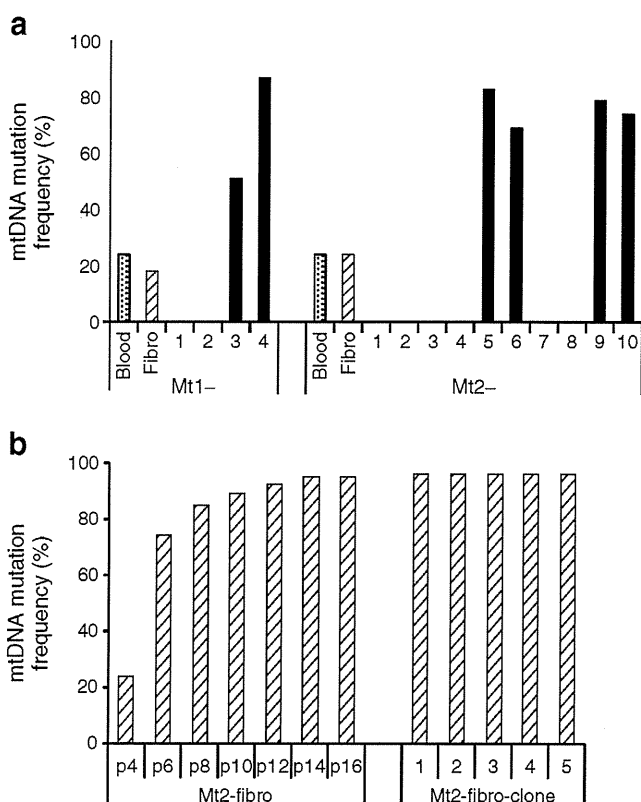 a
mtDNA mutation
frequency (%)
100
80
60
40
20
0
Blood
Fibro
1
2
3
4
Mt1–
Blood
Fibro
1
2
3
4
5
6
7
8
9
10
Mt2–
b
mtDNA mutation
frequency (%)
100
80
60
40
20
0
p4
p6
p8
p10
p12
p14
p16
Mt2-fibro
1
2
3
4
5
Mt2-fibro-clone